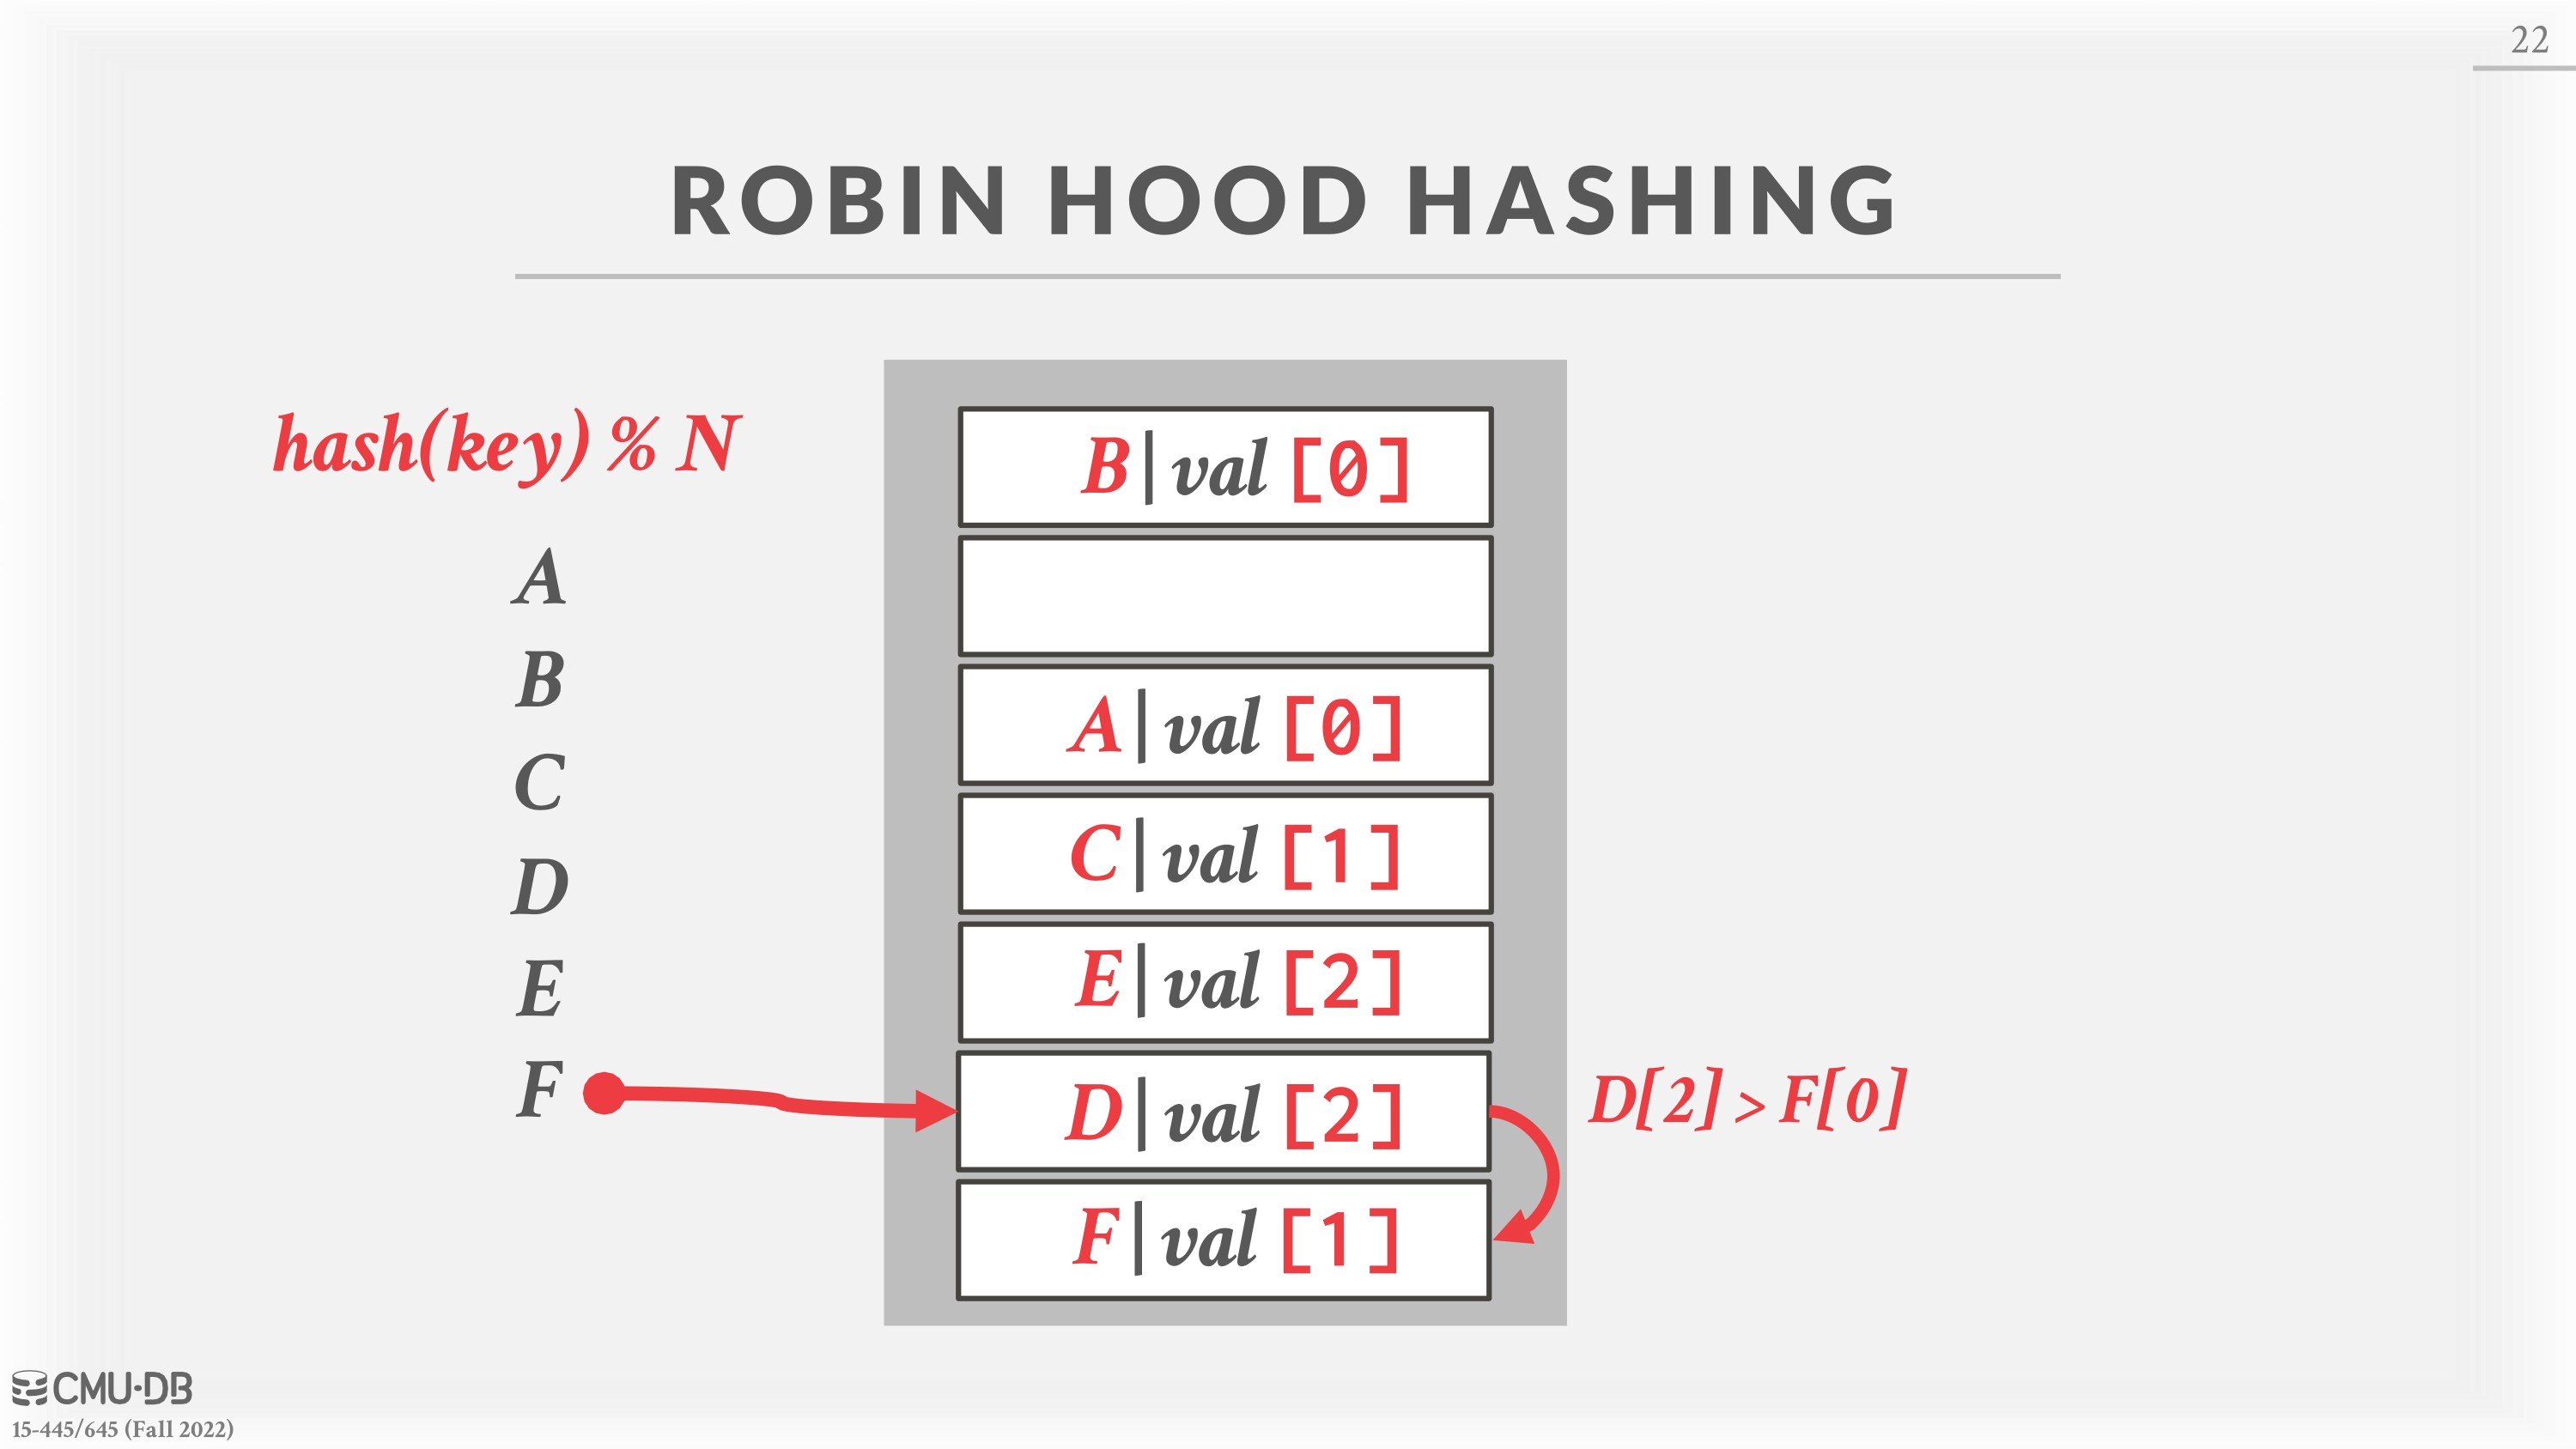 22
ROBIN HOOD HASHING
hash(key) % N
A
B
C
D
E
F
B|val [0]
A|val [0]
C|val [1]
E|val [2]
D|val [2]
F|val [1]
D[2] > F[0]
CMU·DB
15-445/645 (Fall 2022)